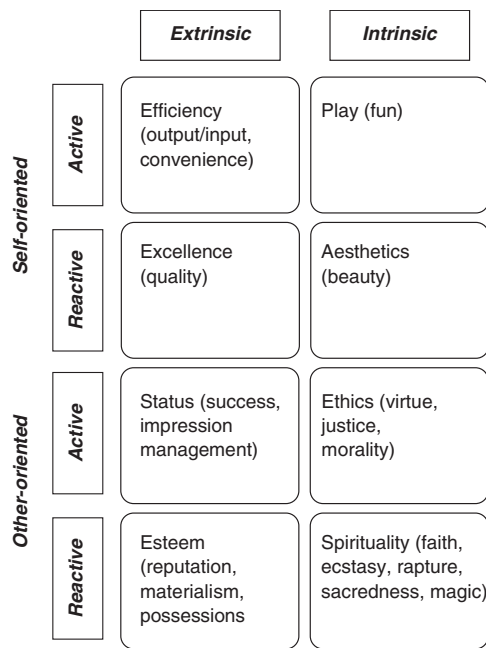 Extrinsic
Intrinsic
Self-oriented
Active
Efficiency
(output/input,
convenience)
Play (fun)
Reactive
Excellence
(quality)
Aesthetics
(beauty)
Other-oriented
Active
Status (success,
impression
management)
Ethics (virtue,
justice,
morality)
Reactive
Esteem
(reputation,
materialism,
possessions
Spirituality (faith,
ecstasy, rapture,
sacredness, magic)